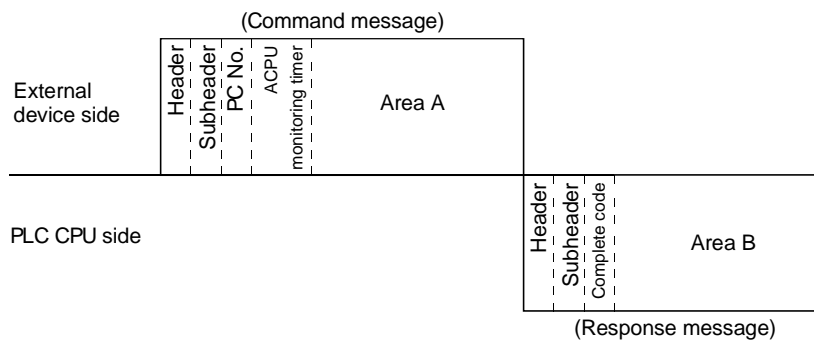 (Command message)
External
device side
Header
Subheader
PC No.
ACPU
monitoring timer
Area A
PLC CPU side
Header
Subheader
Complete code
Area B
(Response message)